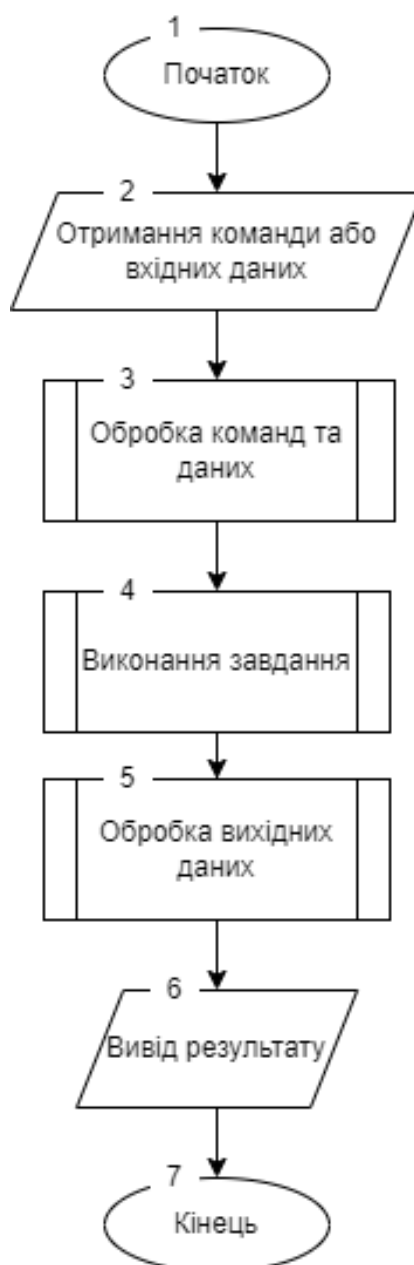 1
Початок
2
Отримання команди або
вхідних даних
3
Обробка команд та
даних
4
Виконання завдання
5
Обробка вихідних
даних
6
Вивід результату
7
Кінець